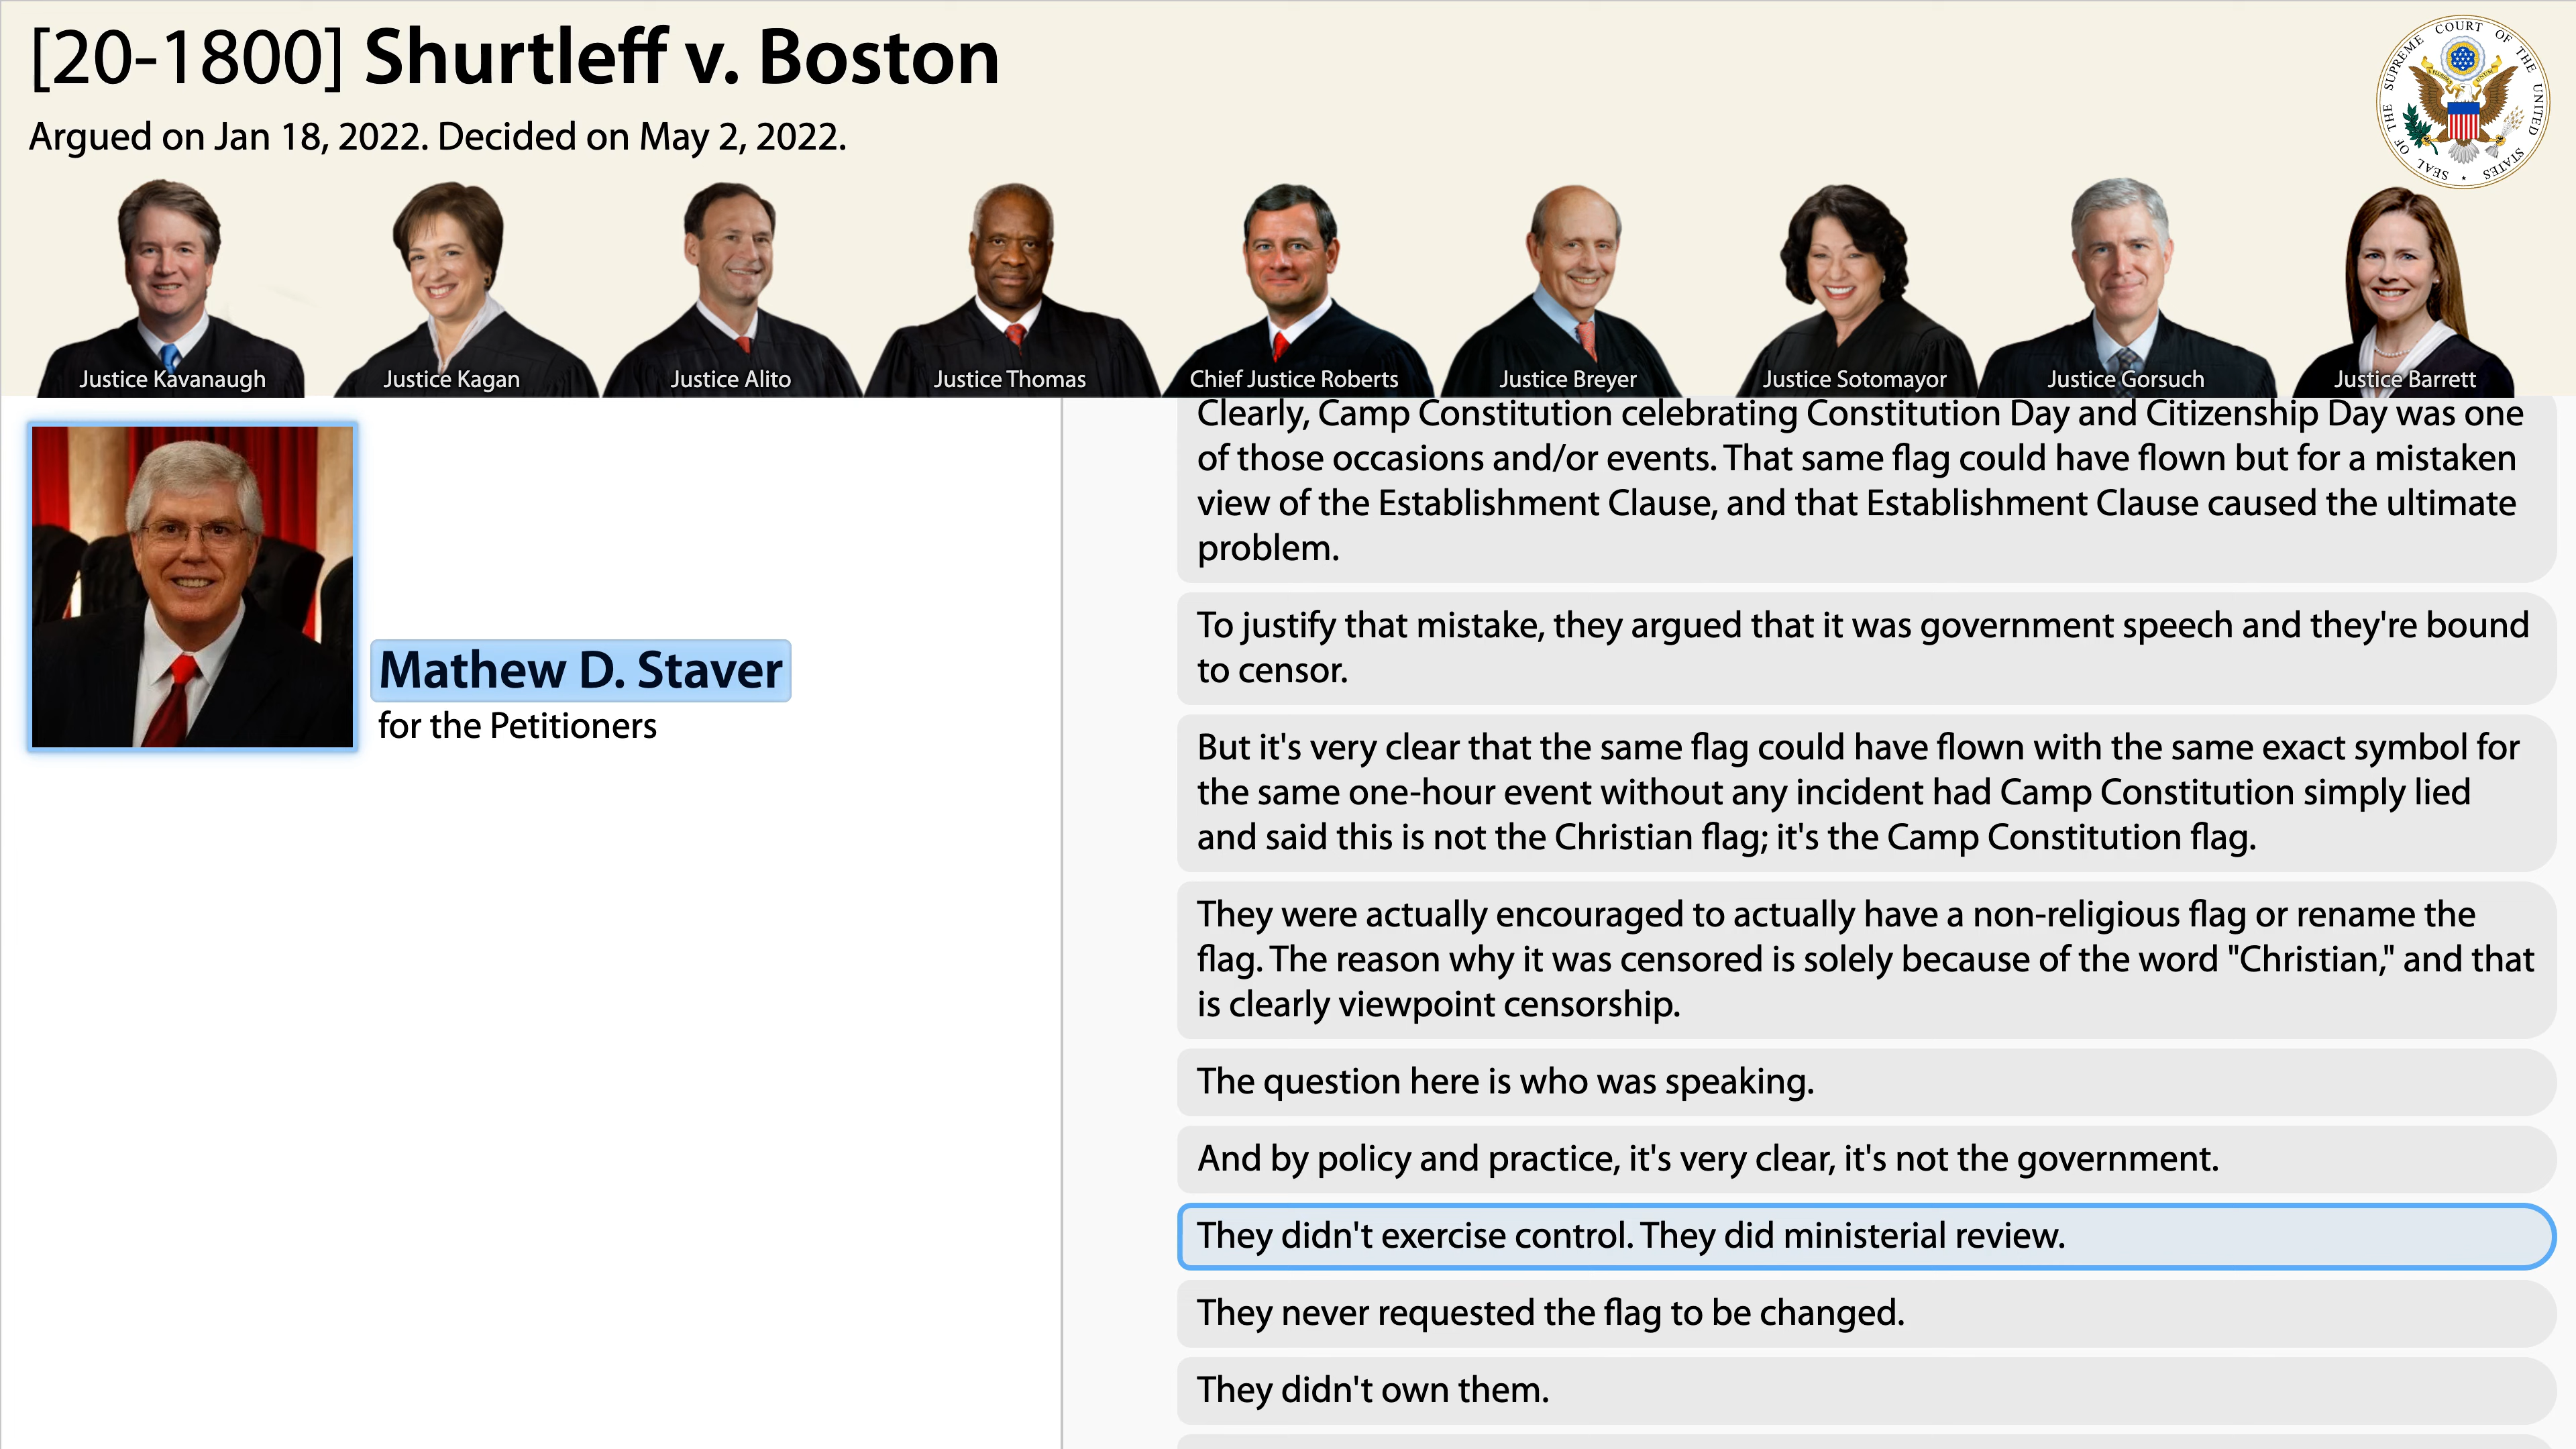 [20-1800] Shurtleff v. Boston
Argued on Jan 18, 2022. Decided on May 2, 2022.
SEAL OF THE SUPREME COURT OF THE UNITED STATES
Justice Kavanaugh
Justice Kagan
Justice Alito
Justice Thomas
Chief Justice Roberts
Justice Breyer
Justice Sotomayor
Justice Gorsuch
Justice Barrett
Mathew D. Staver
for the Petitioners
Clearly, Camp Constitution celebrating Constitution Day and Citizenship Day was one
of those occasions and/or events. That same flag could have flown but for a mistaken
view of the Establishment Clause, and that Establishment Clause caused the ultimate
problem.
To justify that mistake, they argued that it was government speech and they're bound
to censor.
But it's very clear that the same flag could have flown with the same exact symbol for
the same one-hour event without any incident had Camp Constitution simply lied
and said this is not the Christian flag; it's the Camp Constitution flag.
They were actually encouraged to actually have a non-religious flag or rename the
flag. The reason why it was censored is solely because of the word "Christian," and that
is clearly viewpoint censorship.
The question here is who was speaking.
And by policy and practice, it's very clear, it's not the government.
They didn't exercise control. They did ministerial review.
They never requested the flag to be changed.
They didn't own them.